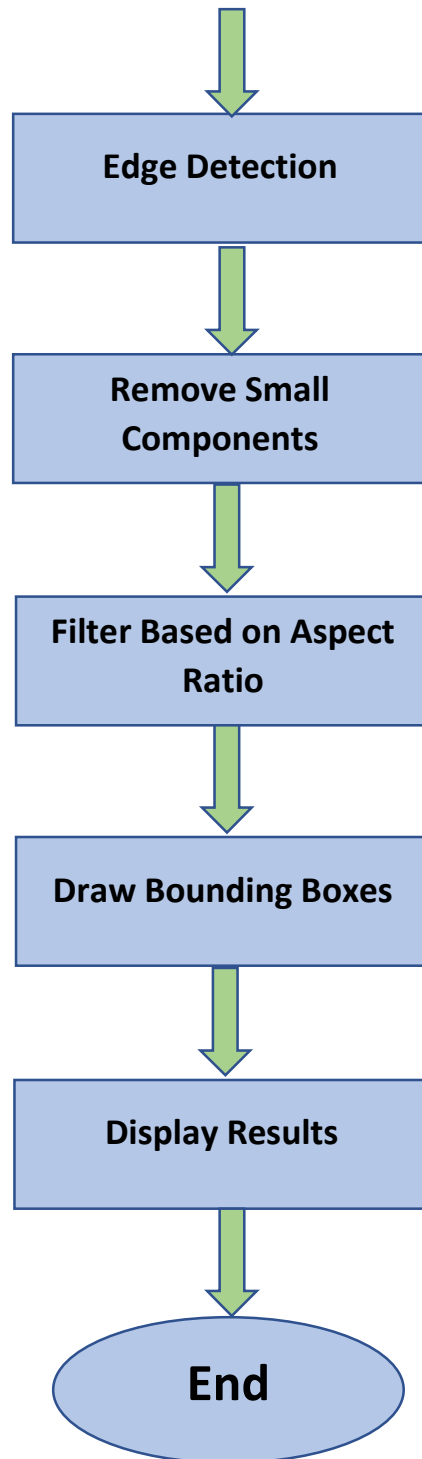 Edge Detection
Remove Small
Components
Filter Based on Aspect
Ratio
Draw Bounding Boxes
Display Results
End